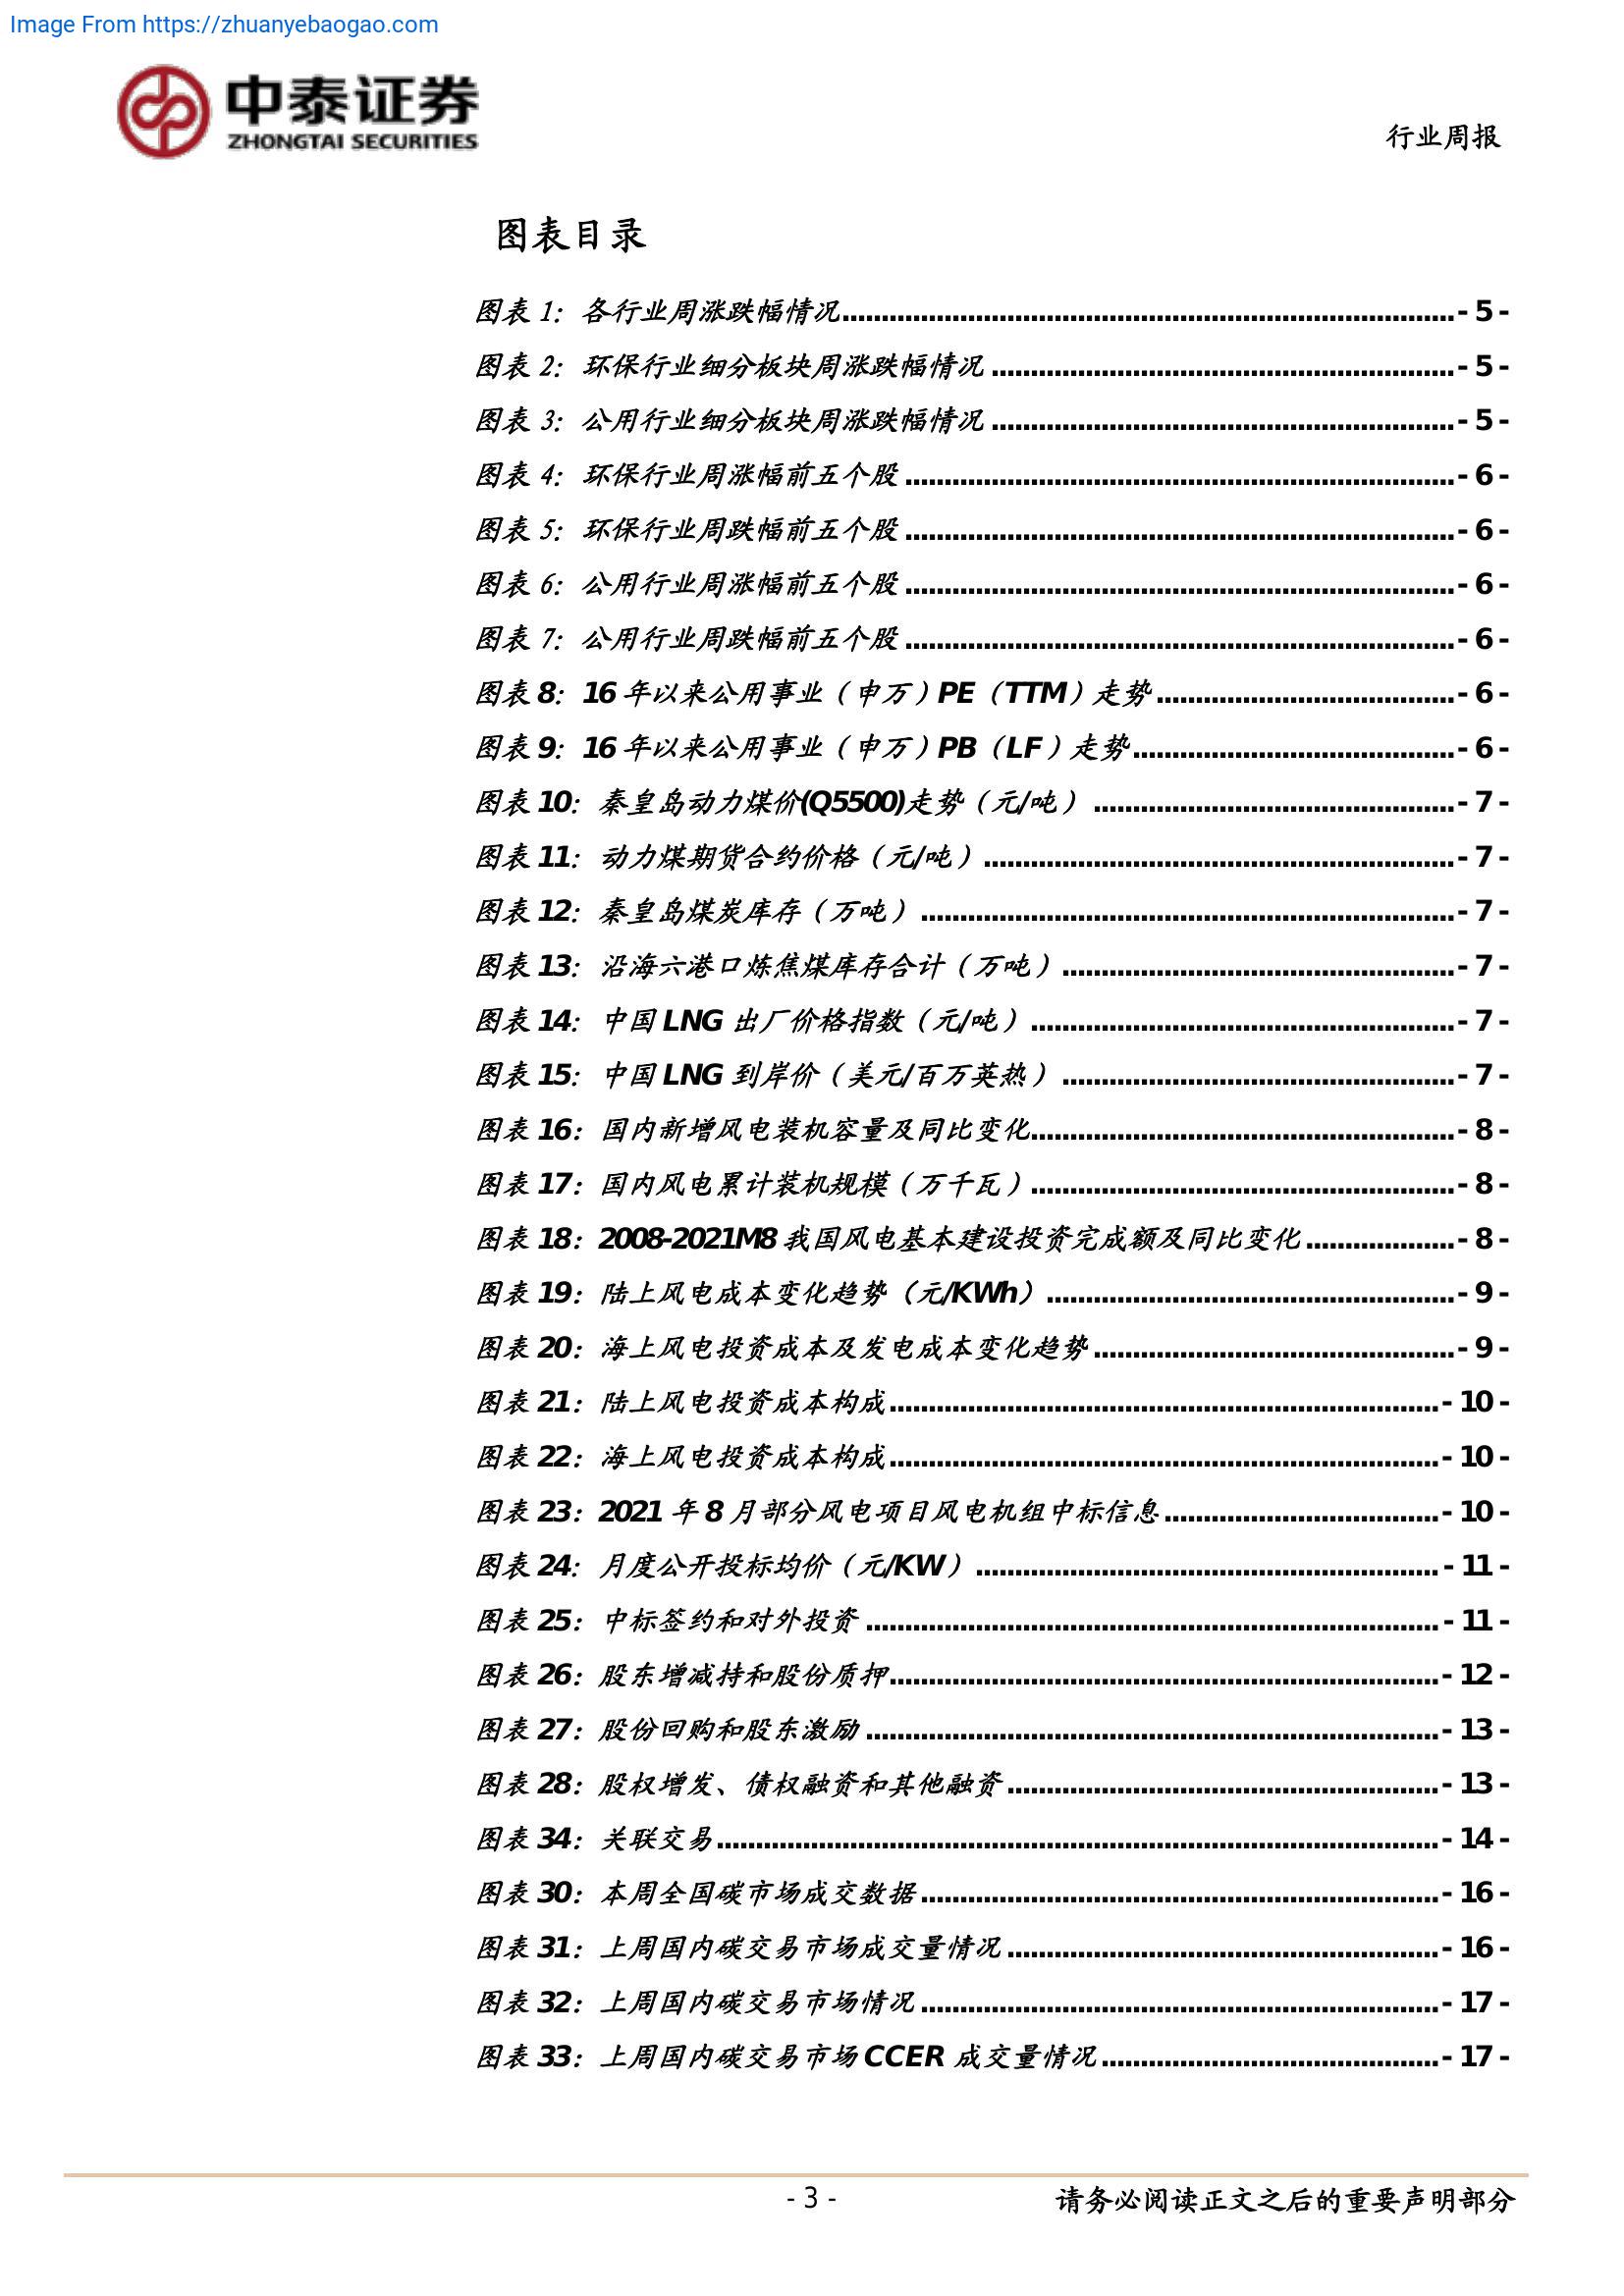 Image From https://zhuanyebaogao.com
中泰证券
ZHONGTAI SECURITIES
行业周报
图表目录
图表 1：各行业周涨跌幅情况 - 5 -
图表 2：环保行业细分板块周涨跌幅情况 - 5 -
图表 3：公用行业细分板块周涨跌幅情况 - 5 -
图表 4：环保行业周涨幅前五个股 - 6 -
图表 5：环保行业周跌幅前五个股 - 6 -
图表 6：公用行业周涨幅前五个股 - 6 -
图表 7：公用行业周跌幅前五个股 - 6 -
图表 8：16 年以来公用事业（申万）PE（TTM）走势 - 6 -
图表 9：16 年以来公用事业（申万）PB（LF）走势 - 6 -
图表 10：秦皇岛动力煤价(Q5500)走势（元/吨） - 7 -
图表 11：动力煤期货合约价格（元/吨） - 7 -
图表 12：秦皇岛煤炭库存（万吨） - 7 -
图表 13：沿海六港口炼焦煤库存合计（万吨） - 7 -
图表 14：中国 LNG 出厂价格指数（元/吨） - 7 -
图表 15：中国 LNG 到岸价（美元/百万英热） - 7 -
图表 16：国内新增风电装机容量及同比变化 - 8 -
图表 17：国内风电累计装机规模（万千瓦） - 8 -
图表 18：2008-2021M8 我国风电基本建设投资完成额及同比变化 - 8 -
图表 19：陆上风电成本变化趋势（元/KWh） - 9 -
图表 20：海上风电投资成本及发电成本变化趋势 - 9 -
图表 21：陆上风电投资成本构成 - 10 -
图表 22：海上风电投资成本构成 - 10 -
图表 23：2021 年 8 月部分风电项目风电机组中标信息 - 10 -
图表 24：月度公开投标均价（元/KW） - 11 -
图表 25：中标签约和对外投资 - 11 -
图表 26：股东增减持和股份质押 - 12 -
图表 27：股份回购和股东激励 - 13 -
图表 28：股权增发、债权融资和其他融资 - 13 -
图表 34：关联交易 - 14 -
图表 30：本周全国碳市场成交数据 - 16 -
图表 31：上周国内碳交易市场成交量情况 - 16 -
图表 32：上周国内碳交易市场情况 - 17 -
图表 33：上周国内碳交易市场 CCER 成交量情况 - 17 -
- 3 -
请务必阅读正文之后的重要声明部分